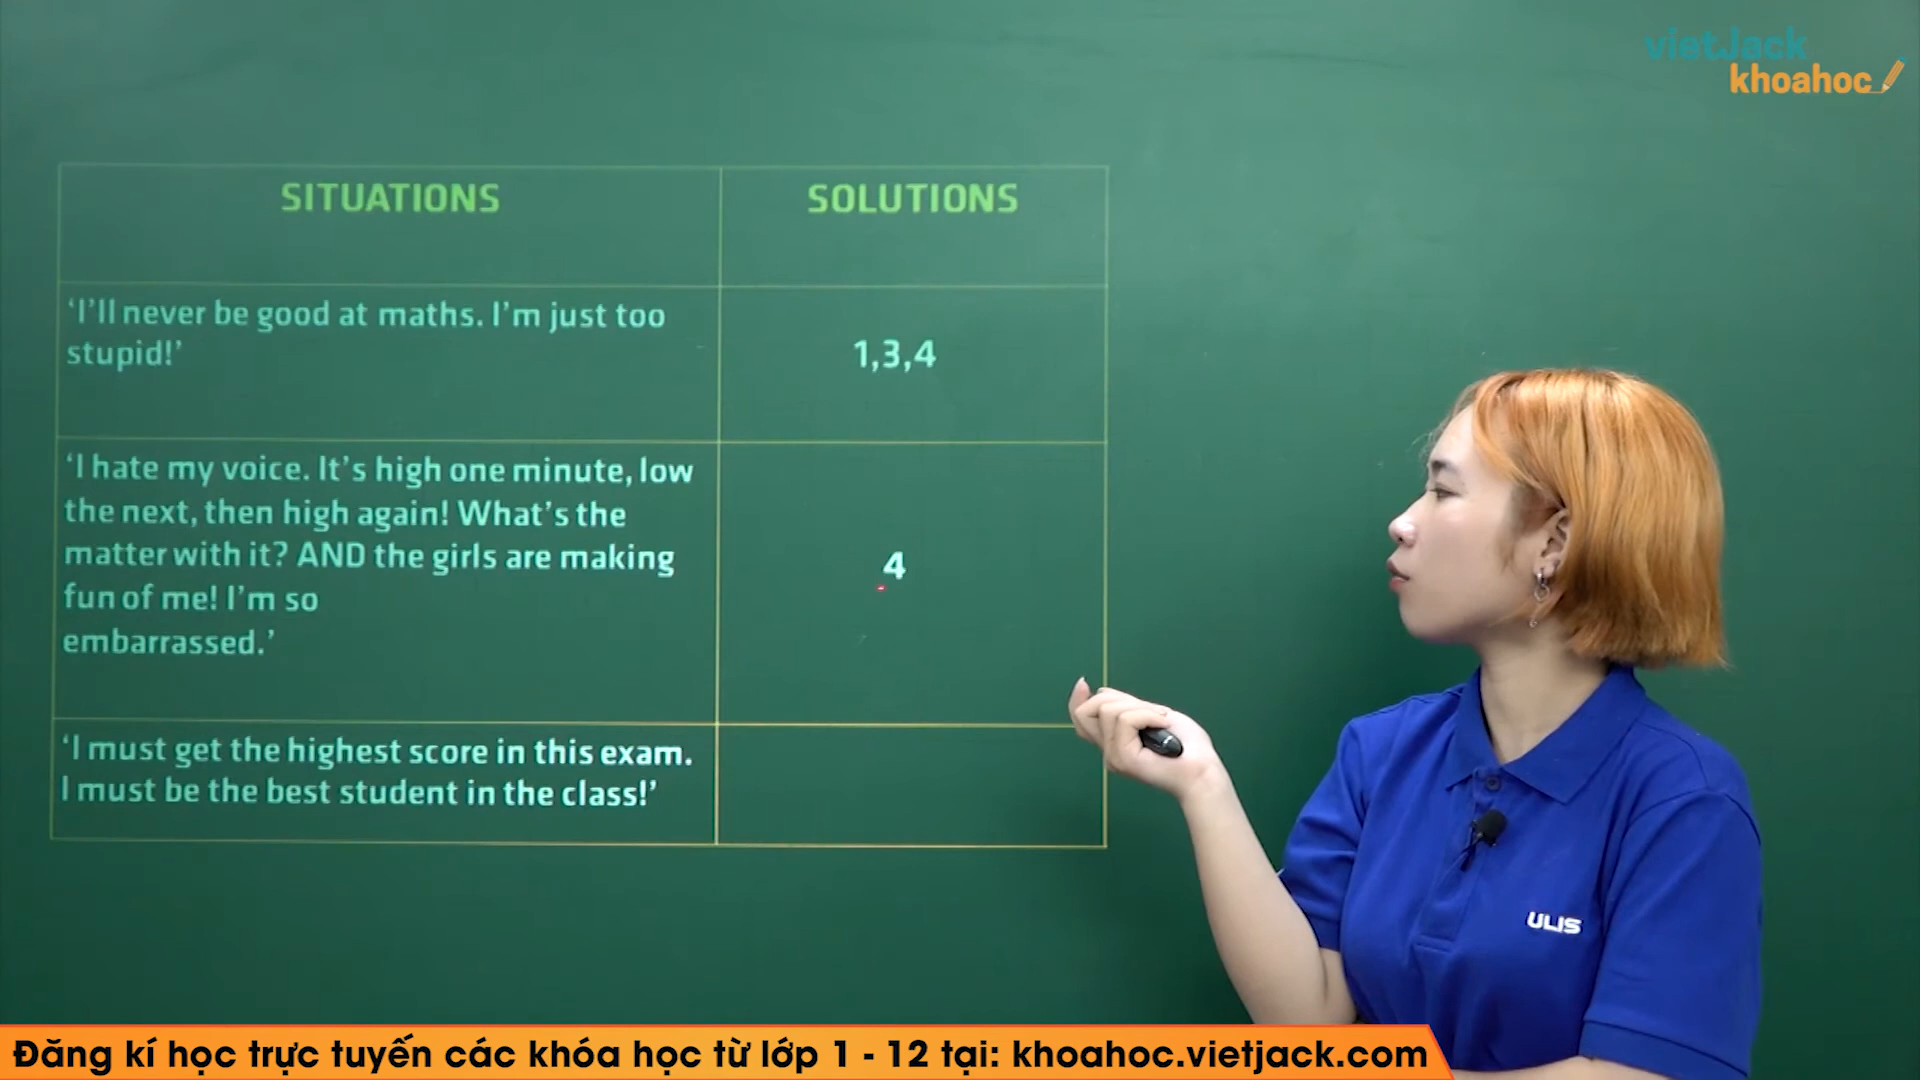 vietJack
khoahoc
SITUATIONS
SOLUTIONS
‘I’ll never be good at maths. I’m just too
stupid!’
1,3,4
‘I hate my voice. It’s high one minute, low
the next, then high again! What’s the
matter with it? AND the girls are making
fun of me! I’m so
embarrassed.’
4
‘I must get the highest score in this exam.
I must be the best student in the class!’
ULIS
Đăng kí học trực tuyến các khóa học từ lớp 1 - 12 tại: khoahoc.vietjack.com